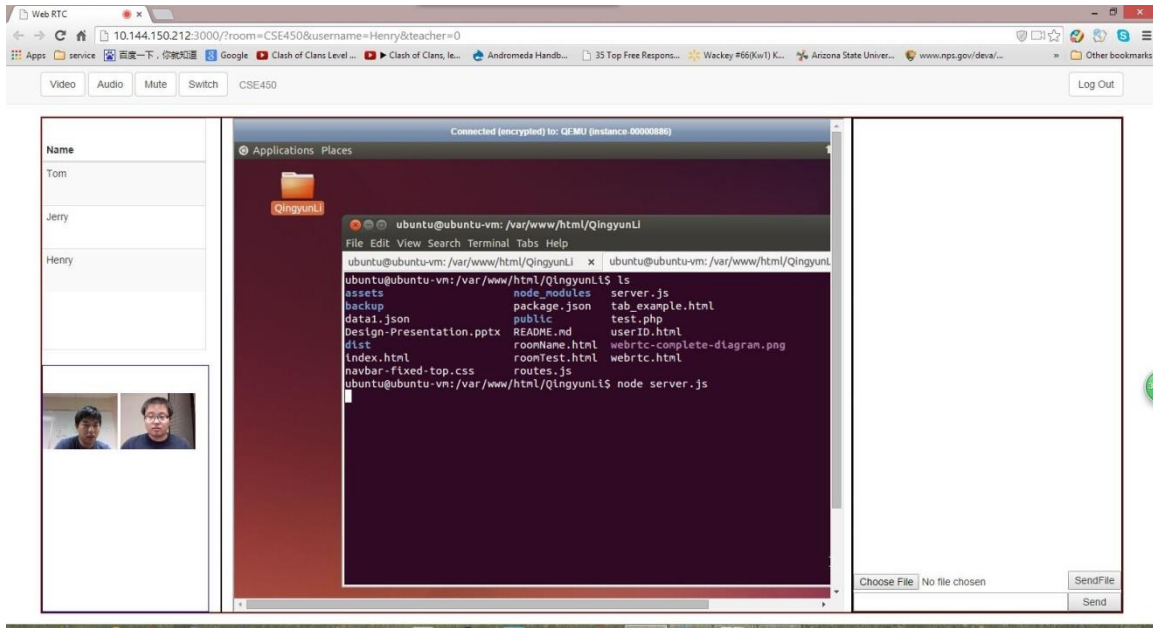 Web RTC
10.144.150.212:3000/?room=CSE450&username=Henry&teacher=0
Apps service 百度一下，你就知道 Google Clash of Clans Level ... Clash of Clans, le... Andromeda Handb... 35 Top Free Respons... Wackey #66(Kw1) K... Arizona State Univer... www.nps.gov/deva/... » Other bookmarks
Video Audio Mute Switch CSE450 Log Out
Name
Tom
Jerry
Henry
Connected (encrypted) to: QEMU (instance-00000886)
Applications Places
QingyunLi
ubuntu@ubuntu-vm: /var/www/html/QingyunLi
File Edit View Search Terminal Tabs Help
ubuntu@ubuntu-vm: /var/www/html/QingyunLi x ubuntu@ubuntu-vm: /var/www/html/QingyunL
ubuntu@ubuntu-vm:/var/www/html/QingyunLi$ ls
assets node_modules server.js
backup package.json tab_example.html
data1.json public test.php
Design-Presentation.pptx README.md userID.html
dist roomName.html webrtc-complete-diagram.png
index.html roomTest.html webrtc.html
navbar-fixed-top.css routes.js
ubuntu@ubuntu-vm:/var/www/html/QingyunLi$ node server.js
Choose File No file chosen SendFile
Send